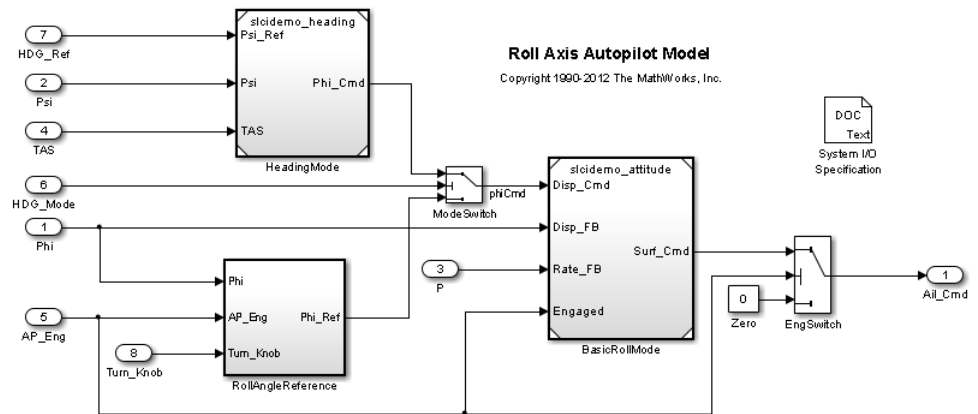 Roll Axis Autopilot Model
Copyright 1990-2012 The MathWorks, Inc.
7
HDG_Ref
2
Psi
4
TAS
6
HDG_Mode
1
Phi
5
AP_Eng
8
Turn_Knob
slcidemo_heading
Psi_Ref
Psi
Phi_Cmd
TAS
HeadingMode
Phi
AP_Eng
Phi_Ref
Turn_Knob
RollAngleReference
phiCmd
ModeSwitch
3
P
slcidemo_attitude
Disp_Cmd
Disp_FB
Surf_Cmd
Rate_FB
Engaged
BasicRollMode
DOC
Text
System I/O
Specification
0
Zero
EngSwitch
1
Ail_Cmd